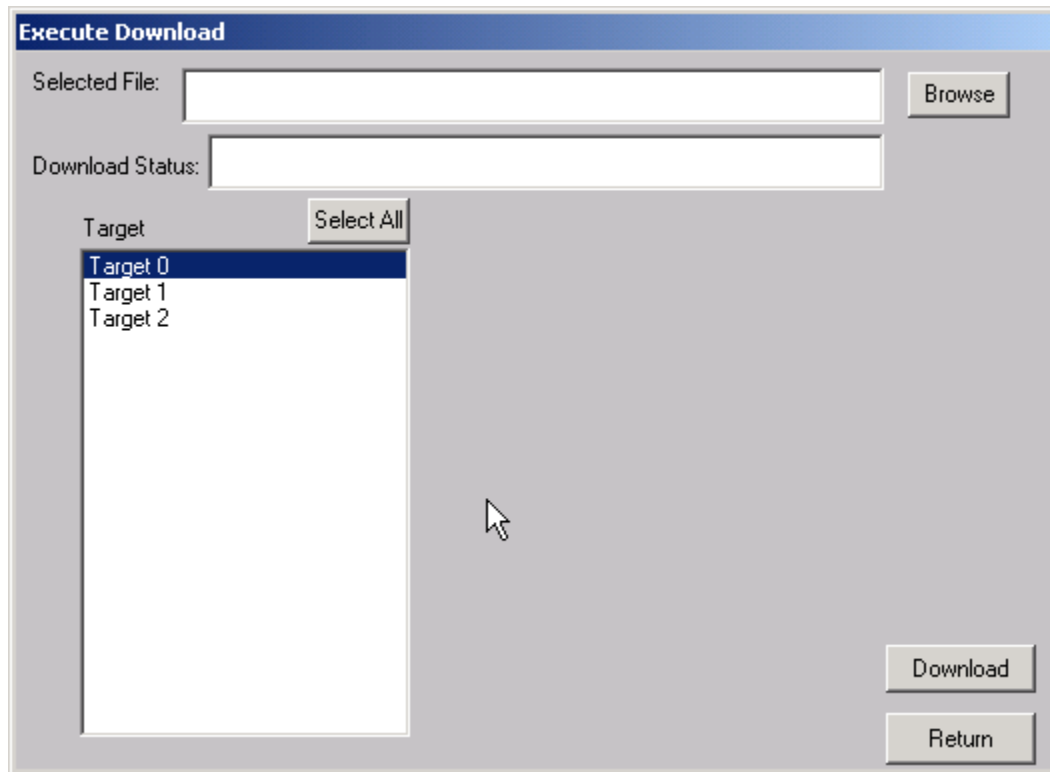 Execute Download
Selected File:
Browse
Download Status:
Target
Select All
Target 0
Target 1
Target 2
Download
Return